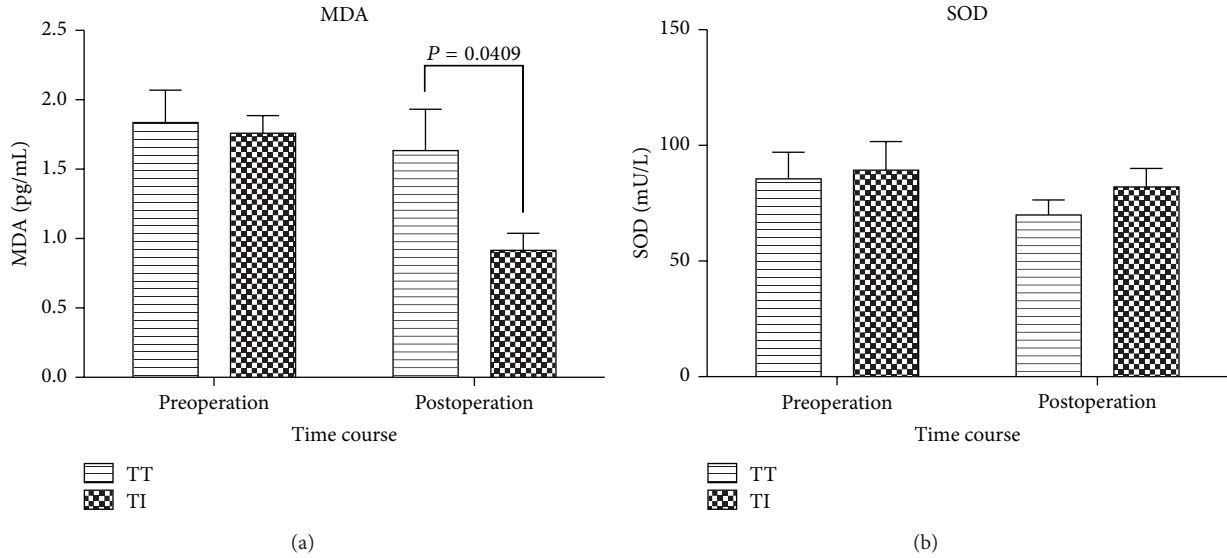 MDA
2.5
2.0
1.5
1.0
0.5
0.0
MDA (pg/mL)
P = 0.0409
Preoperation
Postoperation
Time course
TT
TI
(a)
SOD
150
100
50
0
SOD (mU/L)
Preoperation
Postoperation
Time course
TT
TI
(b)